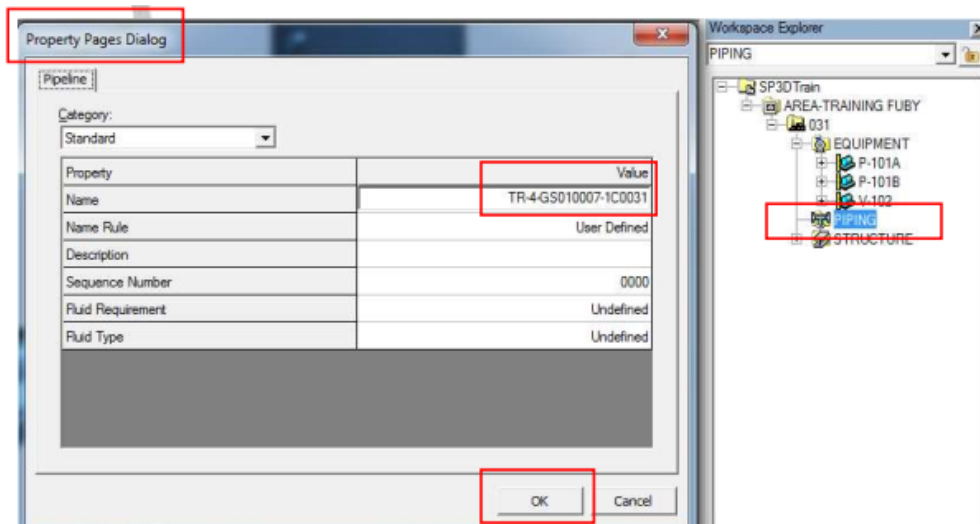 Property Pages Dialog
Pipeline
Category:
Standard
Property Value
Name TR-4-GS010007-1C0031
Name Rule User Defined
Description
Sequence Number 0000
Fluid Requirement Undefined
Fluid Type Undefined
OK Cancel
Workspace Explorer
PIPING
SP3DTrain
AREA-TRAINING FUBY
031
EQUIPMENT
P-101A
P-101B
V-102
PIPING
STRUCTURE